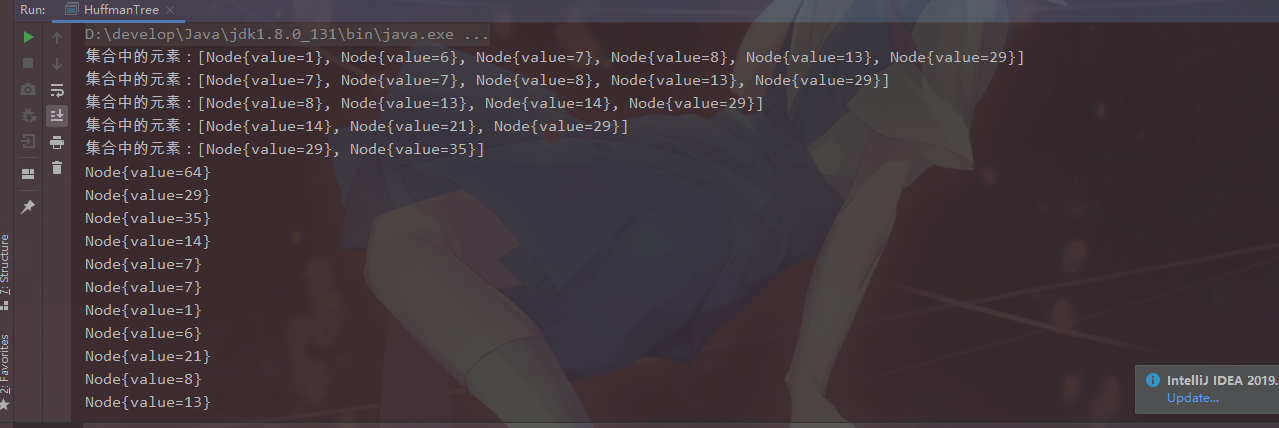 Run: HuffmanTree ×
D:\develop\Java\jdk1.8.0_131\bin\java.exe ...
集合中的元素：[Node{value=1}, Node{value=6}, Node{value=7}, Node{value=8}, Node{value=13}, Node{value=29}]
集合中的元素：[Node{value=7}, Node{value=7}, Node{value=8}, Node{value=13}, Node{value=29}]
集合中的元素：[Node{value=8}, Node{value=13}, Node{value=14}, Node{value=29}]
集合中的元素：[Node{value=14}, Node{value=21}, Node{value=29}]
集合中的元素：[Node{value=29}, Node{value=35}]
Node{value=64}
Node{value=29}
Node{value=35}
Node{value=14}
Node{value=7}
Node{value=7}
Node{value=1}
Node{value=6}
Node{value=21}
Node{value=8}
Node{value=13}
7: Structure
2: Favorites
IntelliJ IDEA 2019.
Update...